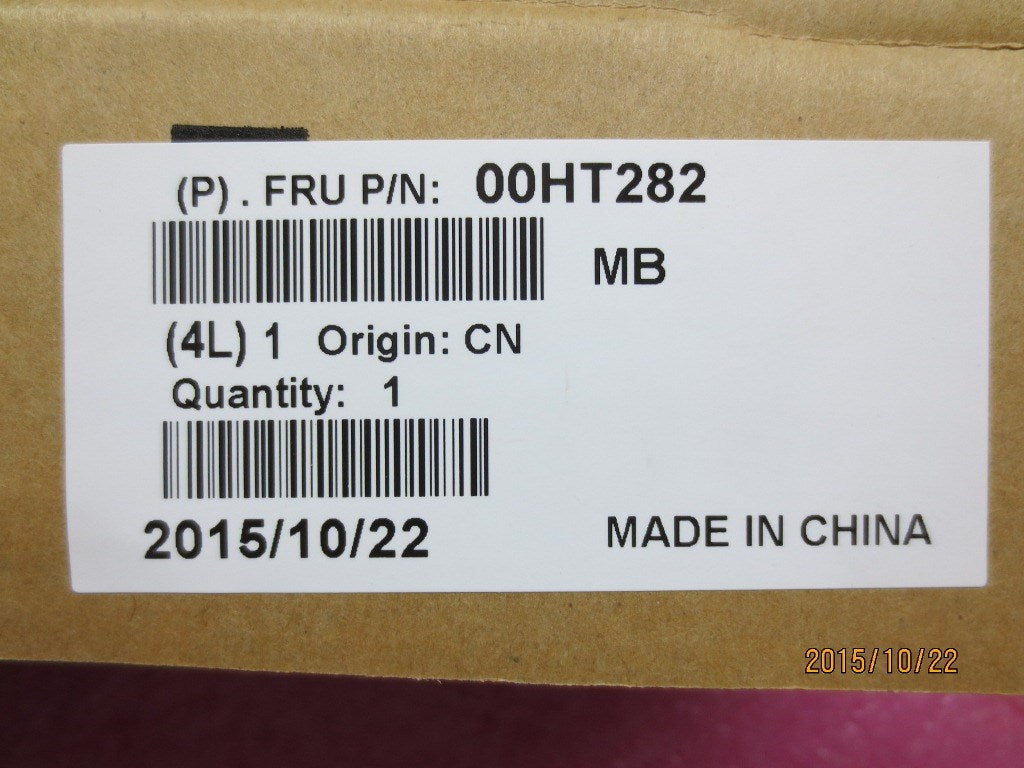 (P) . FRU P/N: 00HT282
MB
(4L) 1 Origin: CN
Quantity: 1
2015/10/22
MADE IN CHINA
2015/10/22